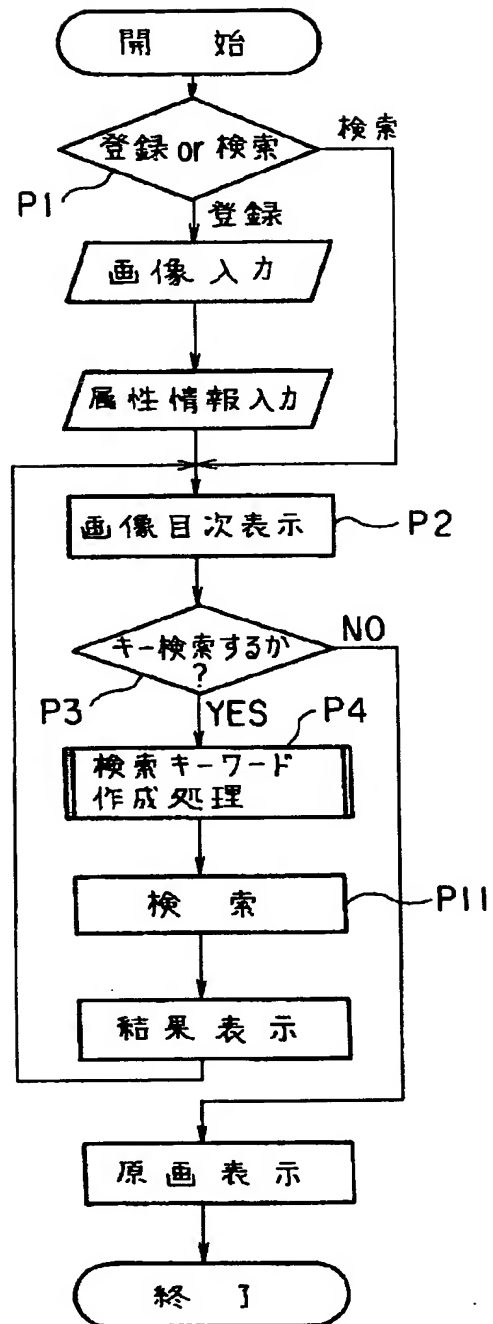 開始
検索
登録 or 検索
P1
登録
画像入力
属性情報入力
画像目次表示
P2
キー検索するか
?
NO
P3
YES
P4
検索キーワード
作成処理
検索
P11
結果表示
原画表示
終了